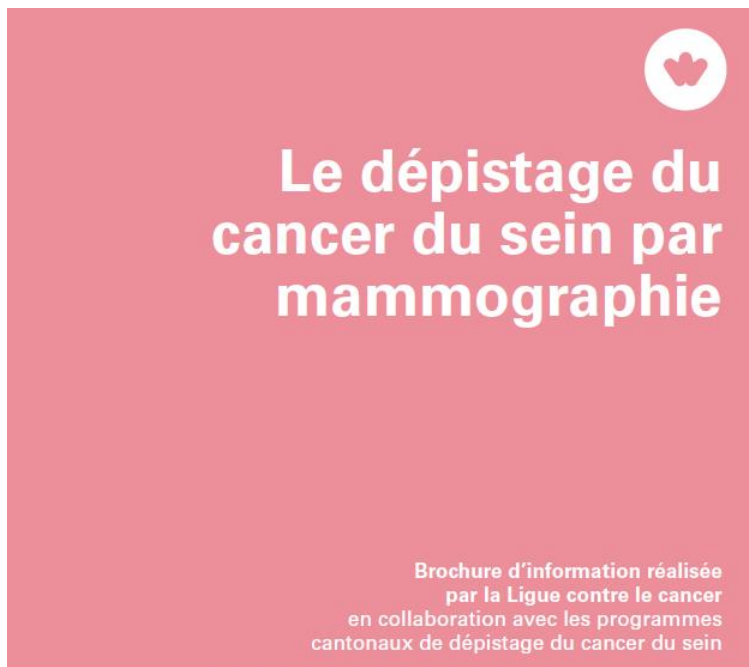 Le dépistage du
cancer du sein par
mammographie
Brochure d'information réalisée
par la Ligue contre le cancer
en collaboration avec les programmes
cantonaux de dépistage du cancer du sein